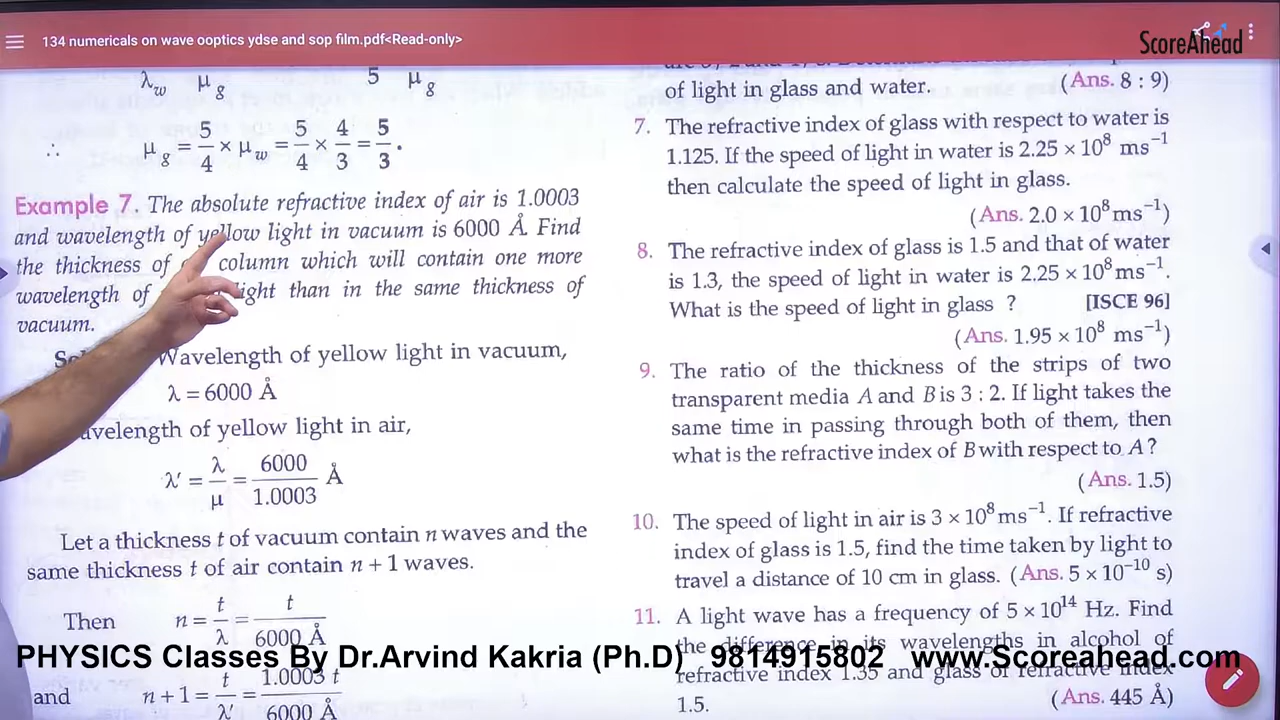 134 numericals on wave ooptics ydse and sop film.pdf<Read-only>
ScoreAhead
λw μg 5 μg
∴ μg = 5/4 × μw = 5/4 × 4/3 = 5/3.
Example 7. The absolute refractive index of air is 1.0003
and wavelength of yellow light in vacuum is 6000 Å. Find
the thickness of column which will contain one more
wavelength of light than in the same thickness of
vacuum.
Wavelength of yellow light in vacuum,
λ = 6000 Å
avelength of yellow light in air,
λ′ = λ/μ = 6000/1.0003 Å
Let a thickness t of vacuum contain n waves and the
same thickness t of air contain n + 1 waves.
Then n = t/λ = t/6000 Å
and n + 1 = t/λ′ = 1.0003 t/6000 Å
of light in glass and water. (Ans. 8 : 9)
7. The refractive index of glass with respect to water is
1.125. If the speed of light in water is 2.25 × 10⁸ ms⁻¹
then calculate the speed of light in glass.
(Ans. 2.0 × 10⁸ ms⁻¹)
8. The refractive index of glass is 1.5 and that of water
is 1.3, the speed of light in water is 2.25 × 10⁸ ms⁻¹.
What is the speed of light in glass ? [ISCE 96]
(Ans. 1.95 × 10⁸ ms⁻¹)
9. The ratio of the thickness of the strips of two
transparent media A and B is 3 : 2. If light takes the
same time in passing through both of them, then
what is the refractive index of B with respect to A ?
(Ans. 1.5)
10. The speed of light in air is 3 × 10⁸ ms⁻¹. If refractive
index of glass is 1.5, find the time taken by light to
travel a distance of 10 cm in glass. (Ans. 5 × 10⁻¹⁰ s)
11. A light wave has a frequency of 5 × 10¹⁴ Hz. Find
the difference in its wavelengths in alcohol of
refractive index 1.35 and glass of refractive index
1.5. (Ans. 445 Å)
PHYSICS Classes By Dr.Arvind Kakria (Ph.D) 9814915802 www.Scoreahead.com